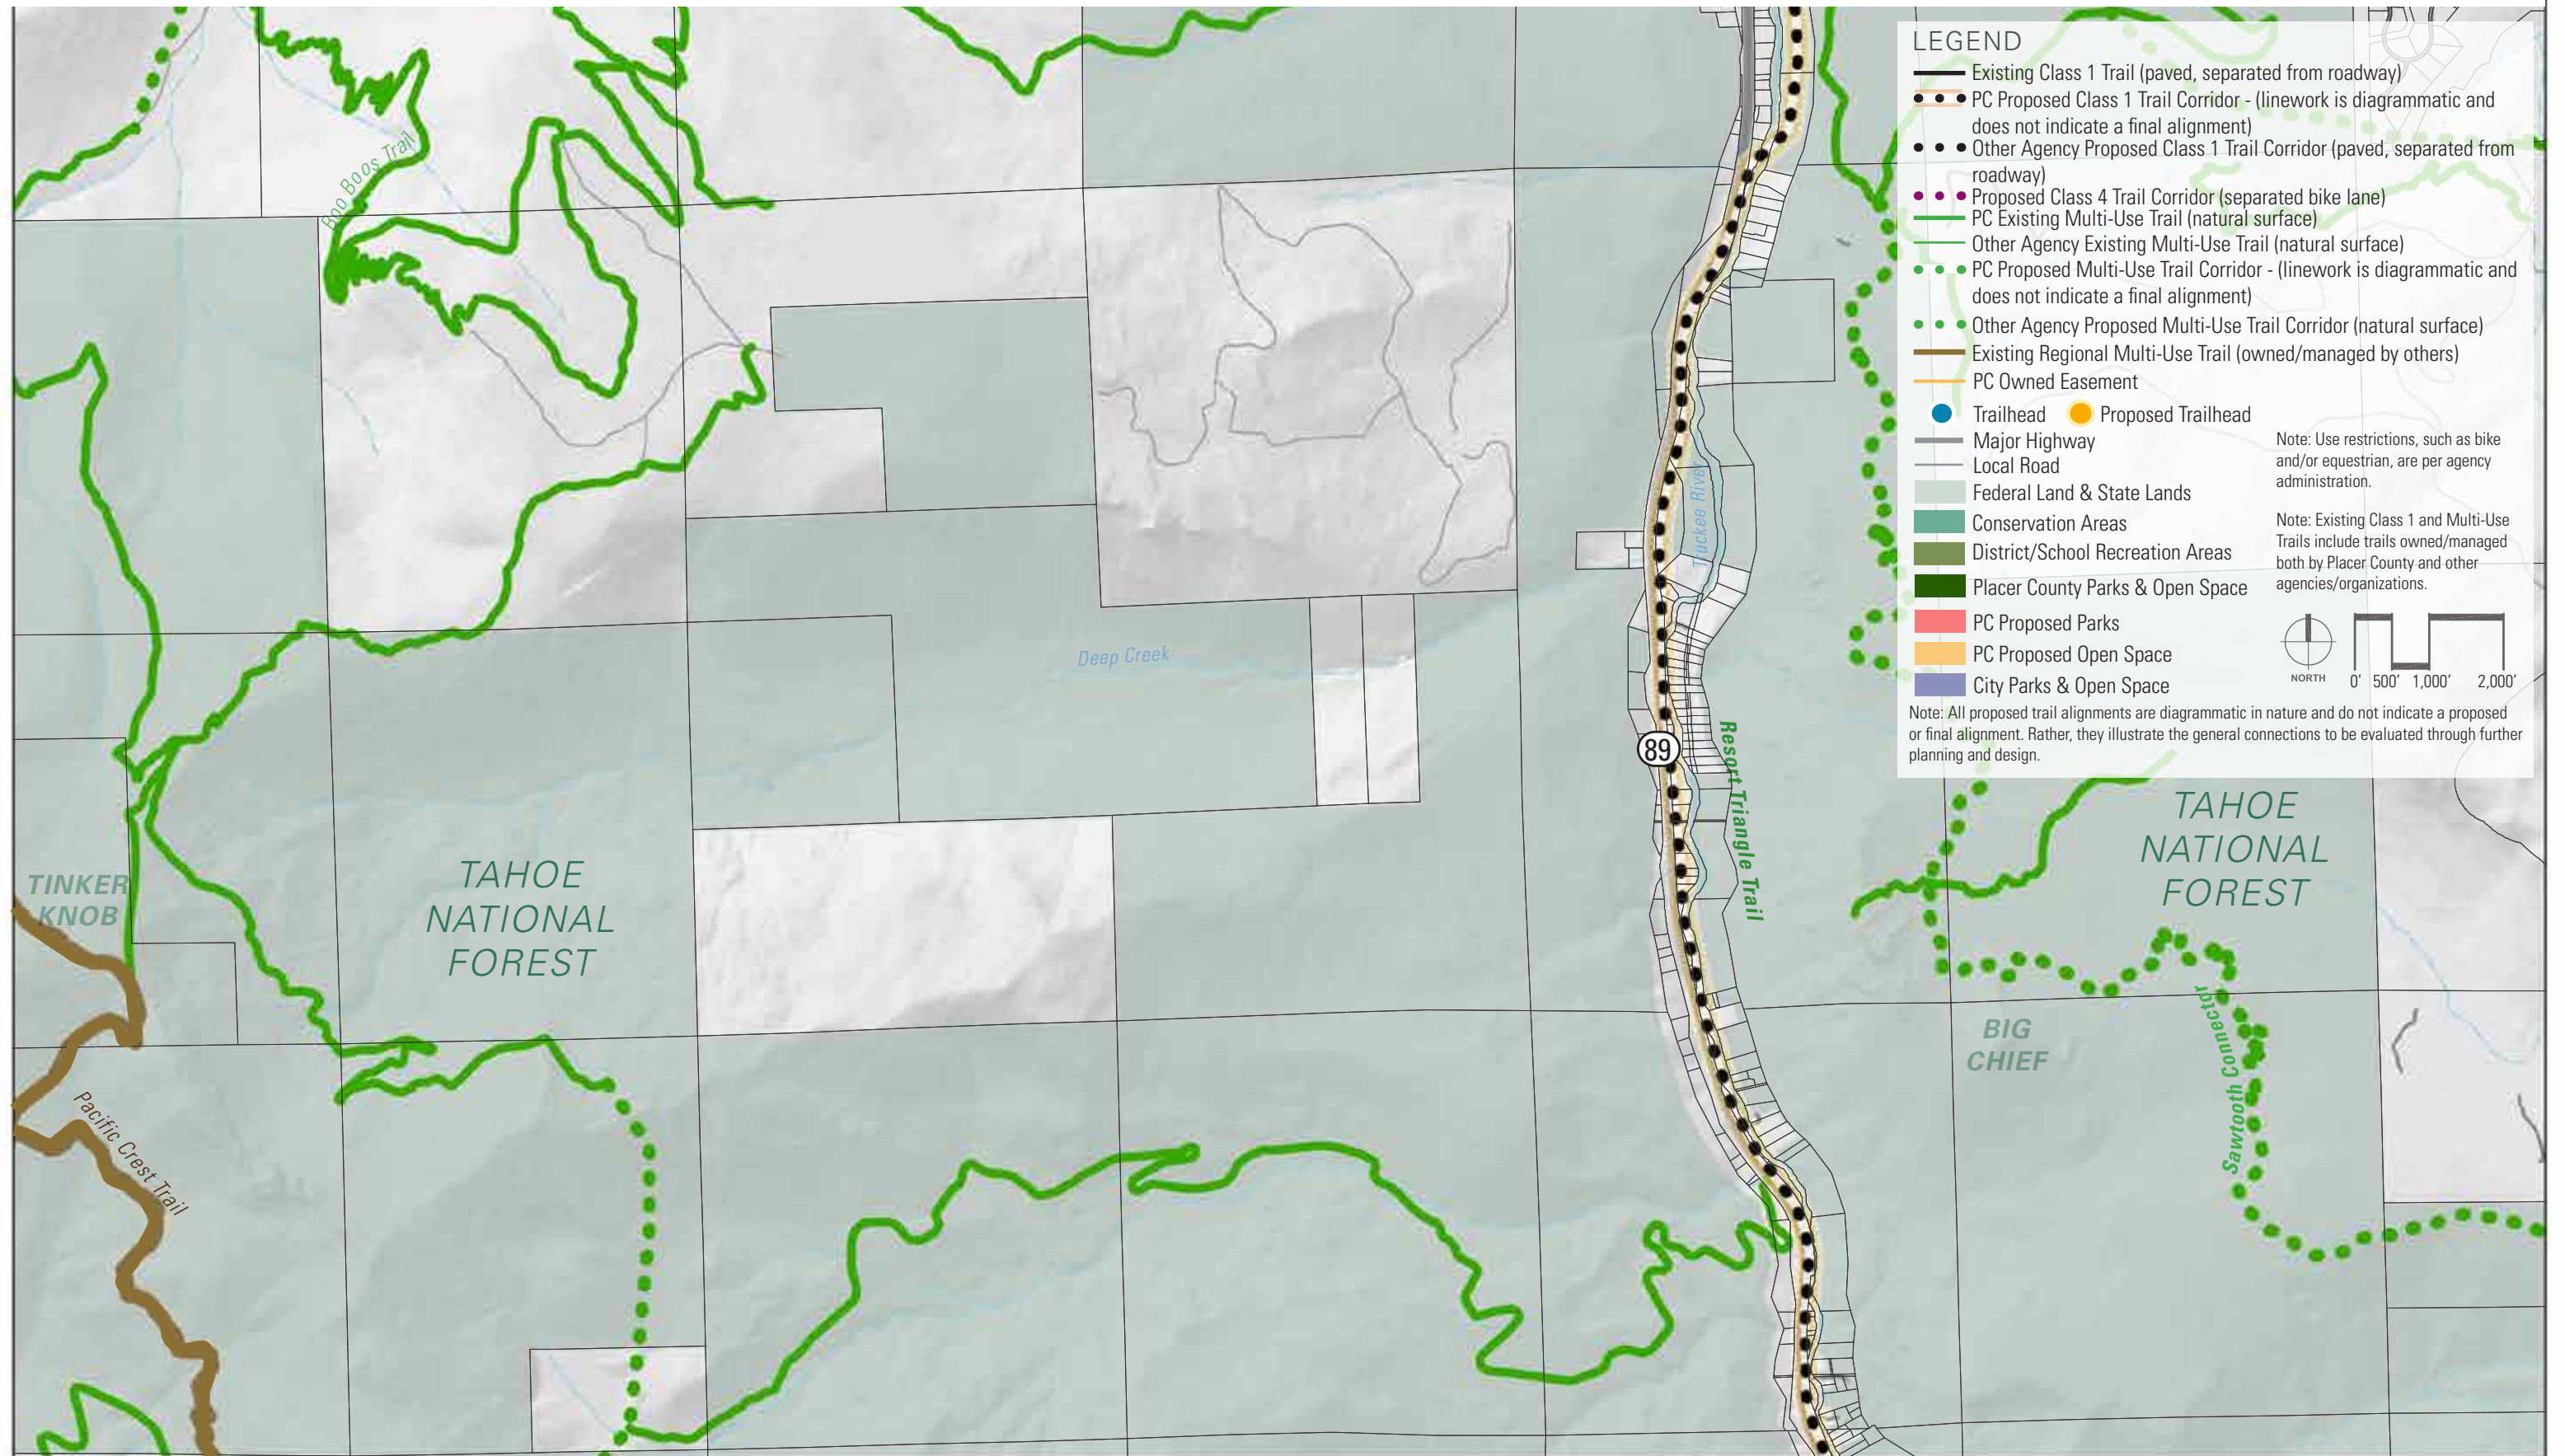 LEGEND
Existing Class 1 Trail (paved, separated from roadway)
PC Proposed Class 1 Trail Corridor - (linework is diagrammatic and
does not indicate a final alignment)
Other Agency Proposed Class 1 Trail Corridor (paved, separated from
roadway)
Proposed Class 4 Trail Corridor (separated bike lane)
PC Existing Multi-Use Trail (natural surface)
Other Agency Existing Multi-Use Trail (natural surface)
PC Proposed Multi-Use Trail Corridor - (linework is diagrammatic and
does not indicate a final alignment)
Other Agency Proposed Multi-Use Trail Corridor (natural surface)
Existing Regional Multi-Use Trail (owned/managed by others)
PC Owned Easement
Trailhead
Proposed Trailhead
Major Highway
Local Road
Federal Land & State Lands
Conservation Areas
District/School Recreation Areas
Placer County Parks & Open Space
PC Proposed Parks
PC Proposed Open Space
City Parks & Open Space
Note: Use restrictions, such as bike
and/or equestrian, are per agency
administration.
Note: Existing Class 1 and Multi-Use
Trails include trails owned/managed
both by Placer County and other
agencies/organizations.
NORTH
0' 500' 1,000' 2,000'
Note: All proposed trail alignments are diagrammatic in nature and do not indicate a proposed
or final alignment. Rather, they illustrate the general connections to be evaluated through further
planning and design.
Boo Boos Trail
Truckee River
Deep Creek
89
Resort Triangle Trail
TINKER
KNOB
TAHOE
NATIONAL
FOREST
TAHOE
NATIONAL
FOREST
BIG
CHIEF
Sawtooth Connector
Pacific Crest Trail